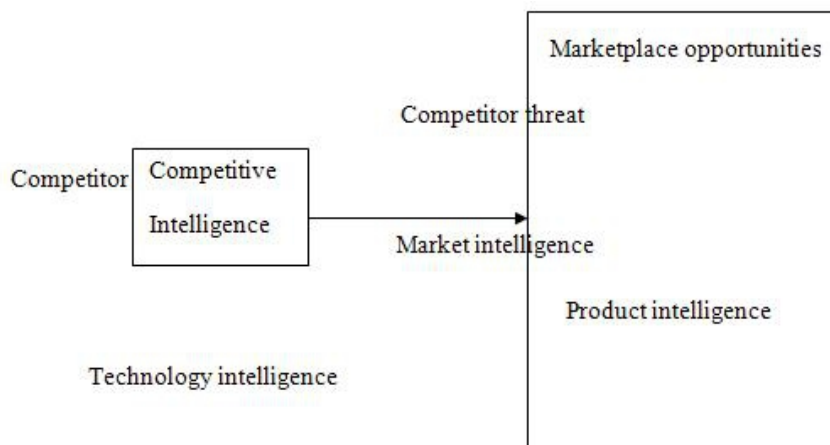 Marketplace opportunities
Competitor threat
Competitor
Competitive
Intelligence
Market intelligence
Product intelligence
Technology intelligence